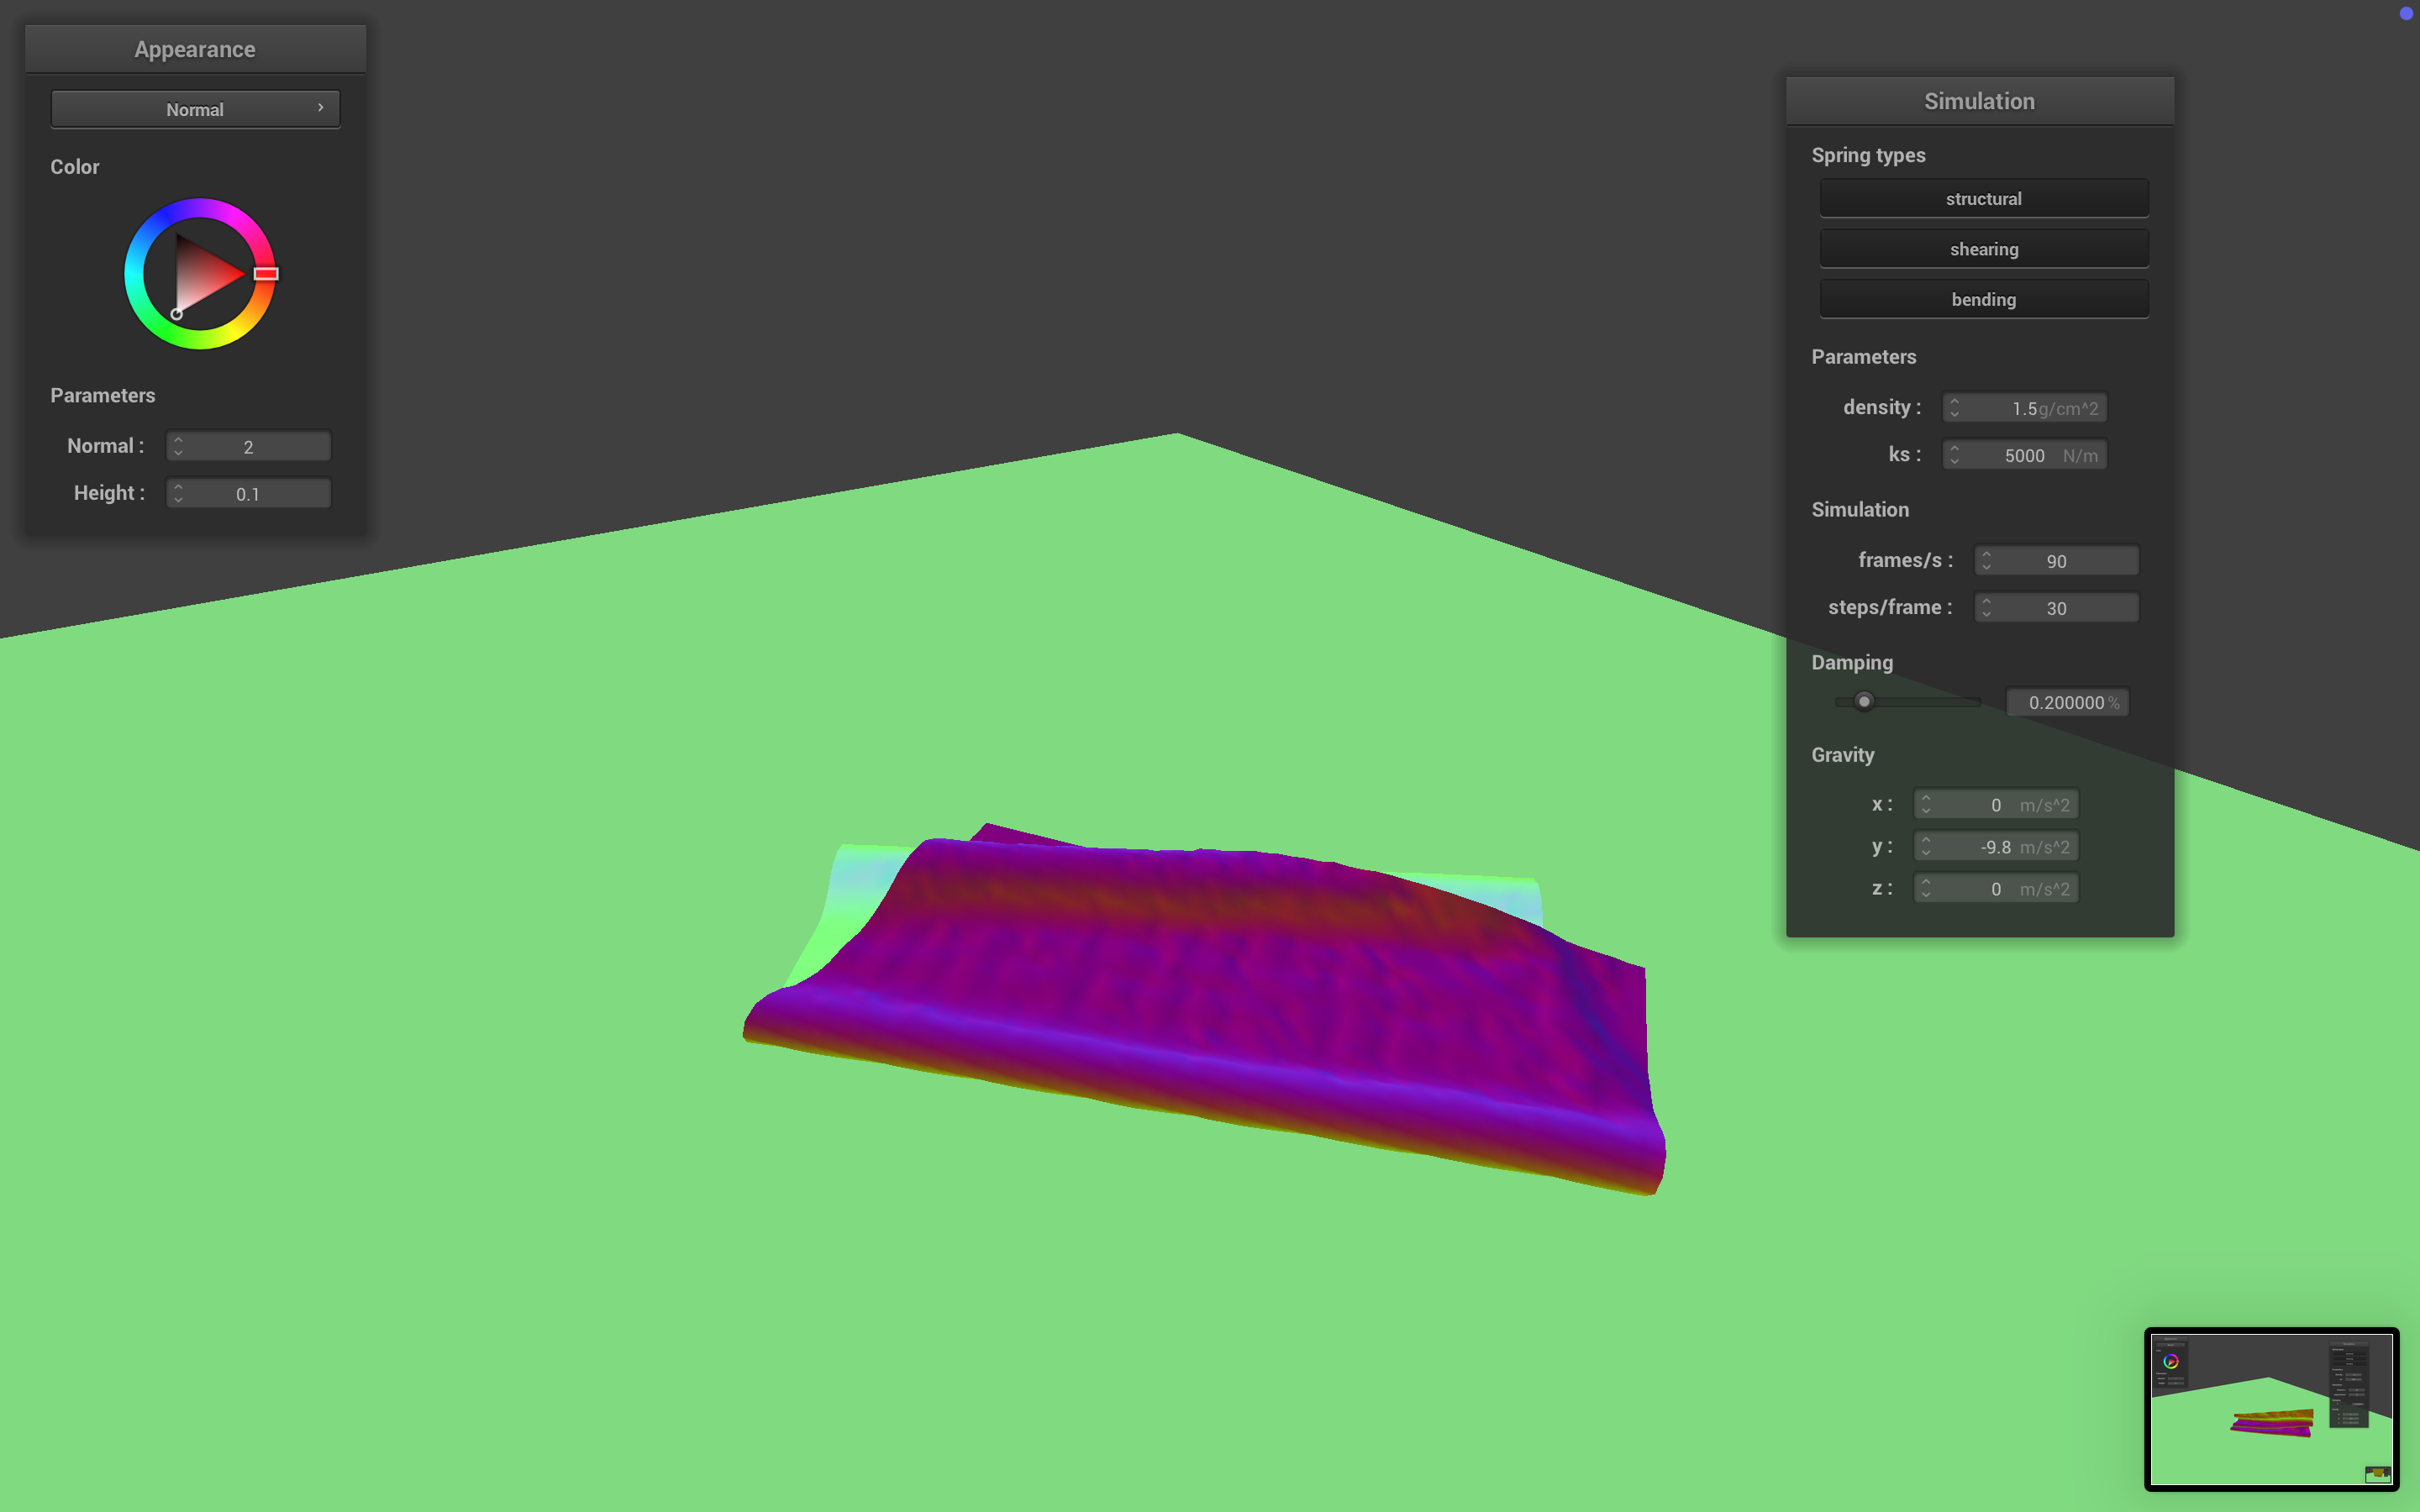 Appearance
Normal
Color
Parameters
Normal :
2
Height :
0.1
Simulation
Spring types
structural
shearing
bending
Parameters
density :
1.5 g/cm^2
ks :
5000 N/m
Simulation
frames/s :
90
steps/frame :
30
Damping
0.200000 %
Gravity
x :
0 m/s^2
y :
-9.8 m/s^2
z :
0 m/s^2